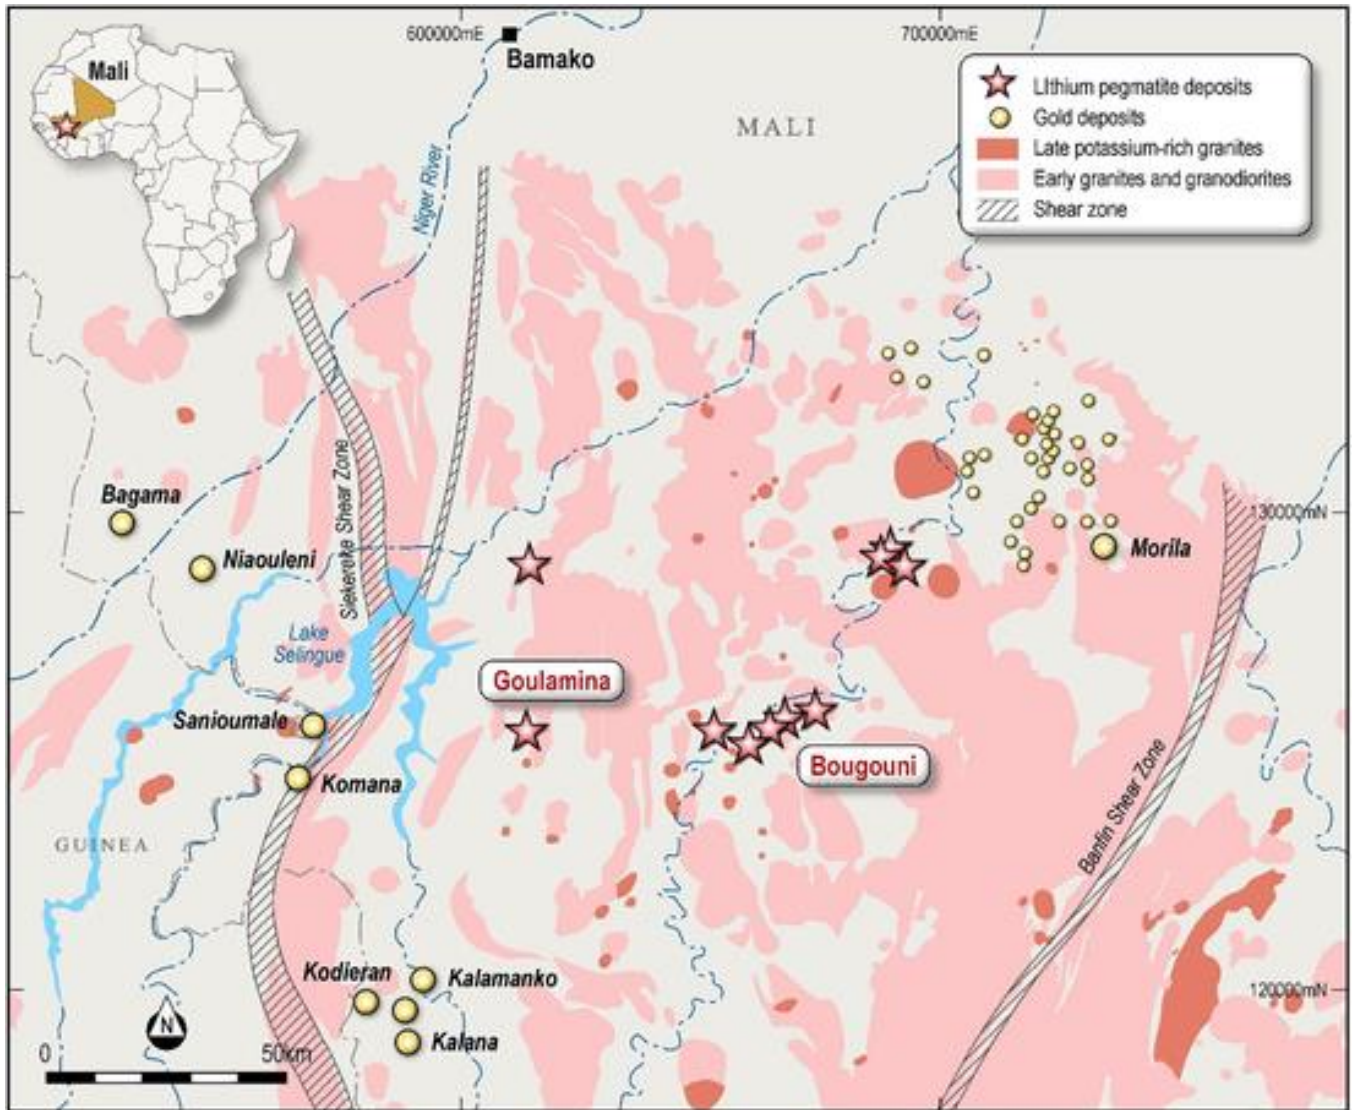 600000mE
700000mE
Bamako
Mali
MALI
LIthium pegmatite deposits
Gold deposits
Late potassium-rich granites
Early granites and granodiorites
Shear zone
Niger River
Siekereke Shear Zone
Bagama
Niaouleni
130000mN
Morila
Lake
Selingue
Goulamina
Sanioumale
Komana
Bougouni
Banfin Shear Zone
GUINEA
Kodieran
Kalamanko
Kalana
120000mN
N
0
50km